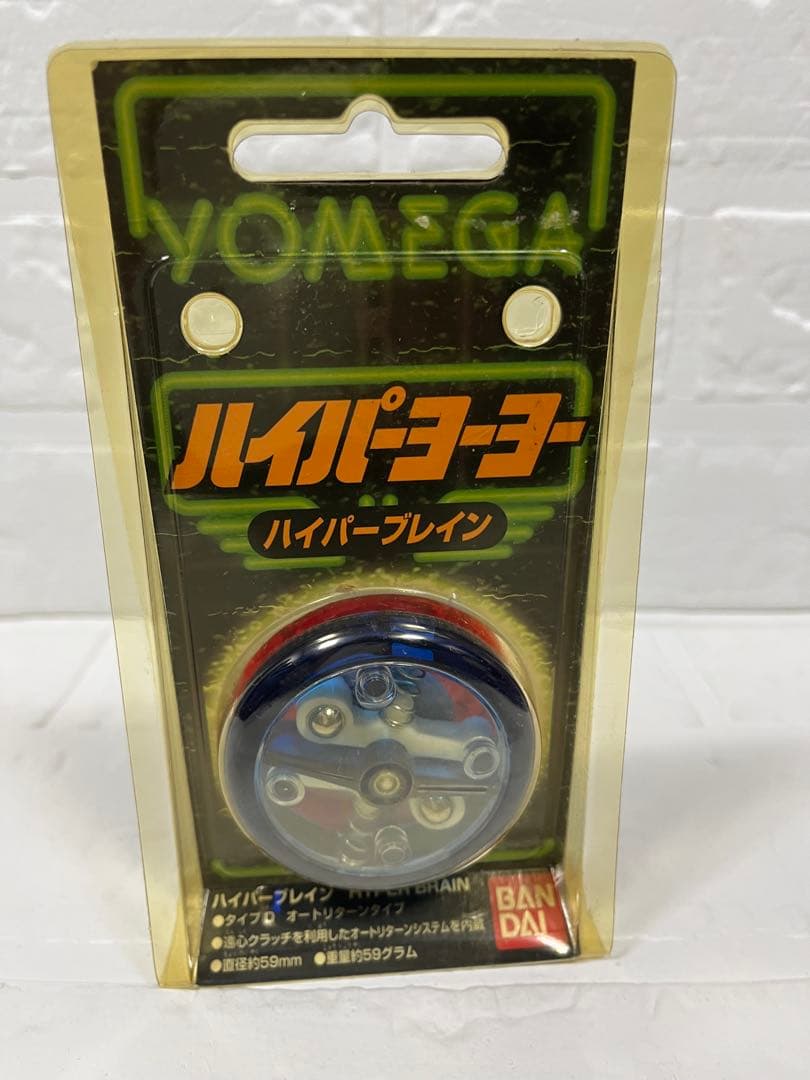 YOMEGA
ハイパーヨーヨー
ハイパーブレイン
ハイパーブレイン HYPER BRAIN
●タイプD オートリターンタイプ
●遠心クラッチを利用したオートリターンシステムを内蔵
●直径約59mm ●重量約59グラム
BAN
DAI